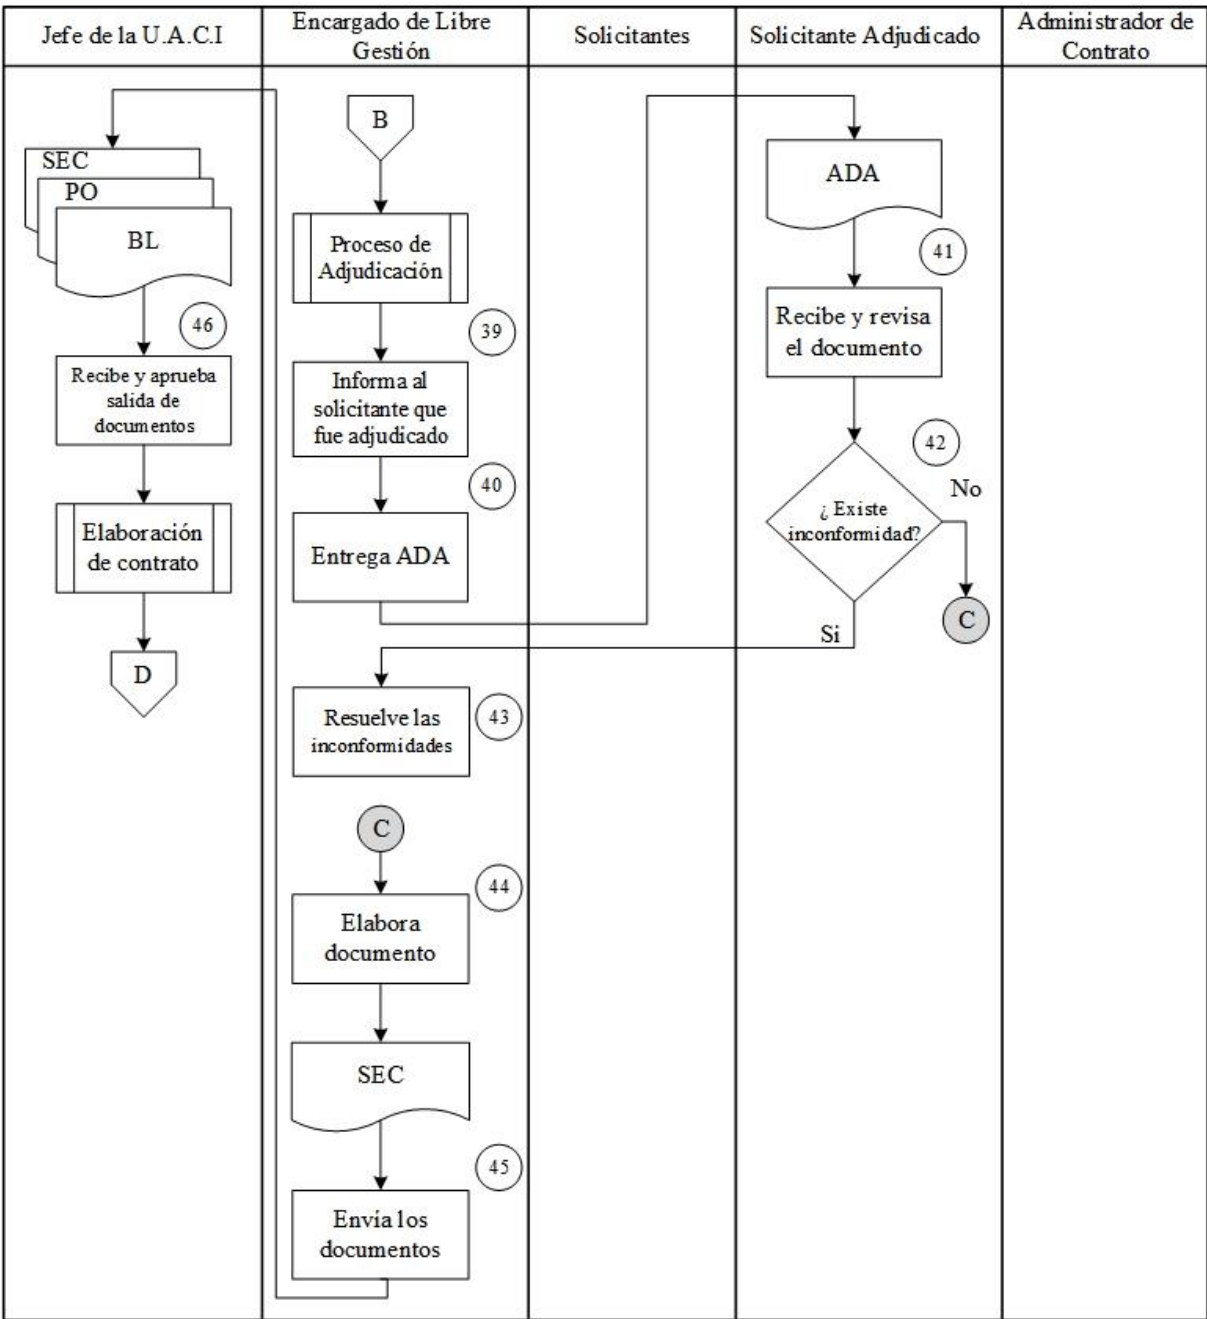 Jefe de la U.A.C.I
Encargado de Libre
Gestión
Solicitantes
Solicitante Adjudicado
Administrador de
Contrato
SEC
PO
BL
46
Recibe y aprueba
salida de
documentos
Elaboración
de contrato
D
B
Proceso de
Adjudicación
39
Informa al
solicitante que
fue adjudicado
40
Entrega ADA
ADA
41
Recibe y revisa
el documento
42
¿ Existe
inconformidad?
No
C
Si
Resuelve las
inconformidades
43
C
44
Elabora
documento
SEC
45
Envía los
documentos